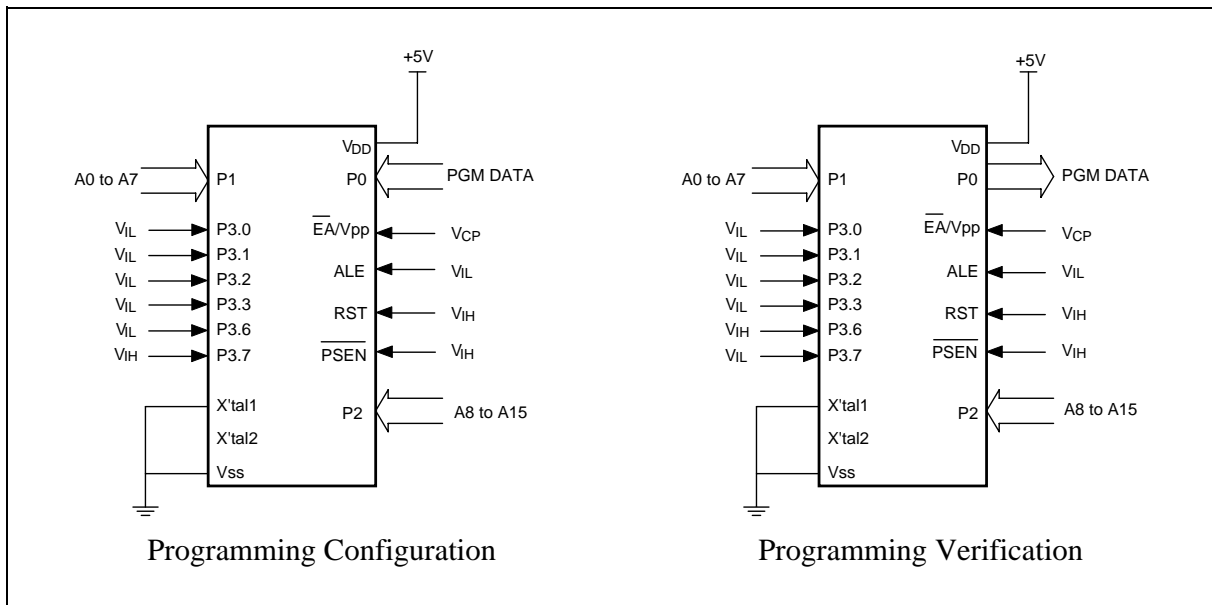 +5V
VDD
A0 to A7
P1
P0
PGM DATA
VIL
P3.0
EA/Vpp
VCP
VIL
P3.1
VIL
P3.2
ALE
VIL
VIL
P3.3
RST
VIH
VIL
P3.6
VIH
P3.7
PSEN
VIH
X'tal1
P2
A8 to A15
X'tal2
Vss
Programming Configuration
+5V
VDD
A0 to A7
P1
P0
PGM DATA
VIL
P3.0
EA/Vpp
VCP
VIL
P3.1
VIL
P3.2
ALE
VIL
VIL
P3.3
RST
VIH
VIH
P3.6
VIL
P3.7
PSEN
VIH
X'tal1
P2
A8 to A15
X'tal2
Vss
Programming Verification